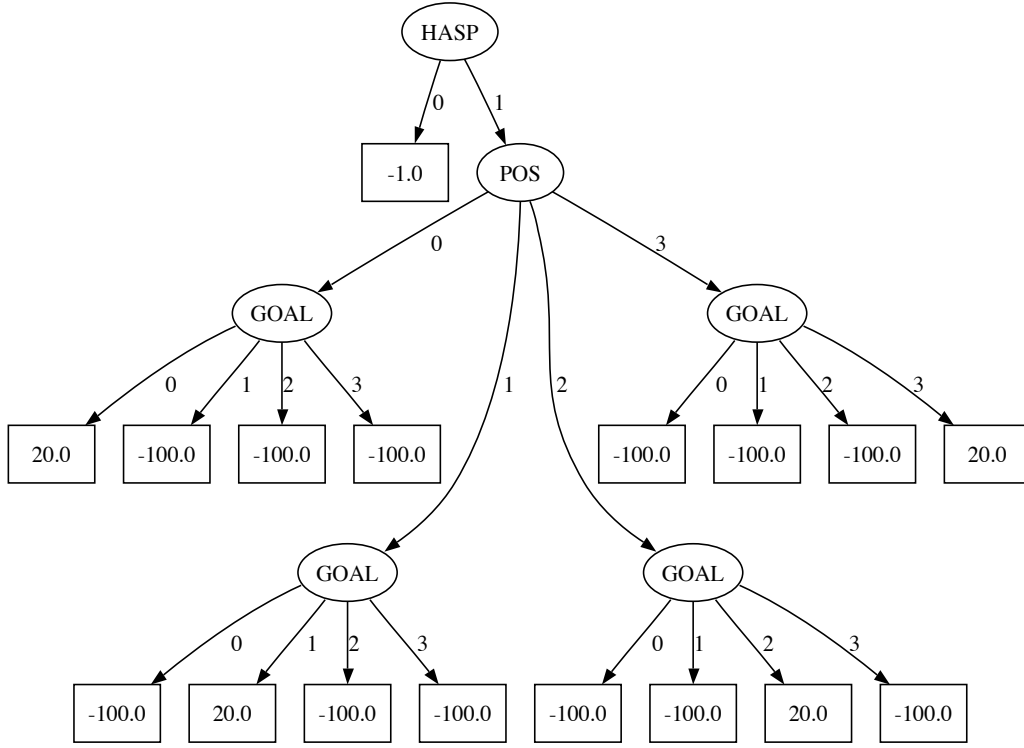 HASP
0 1
-1.0 POS
0 3
GOAL GOAL
0 1 2 3 1 2 0 1 2 3
20.0 -100.0 -100.0 -100.0 -100.0 -100.0 -100.0 20.0
GOAL GOAL
0 1 2 3 0 1 2 3
-100.0 20.0 -100.0 -100.0 -100.0 -100.0 20.0 -100.0